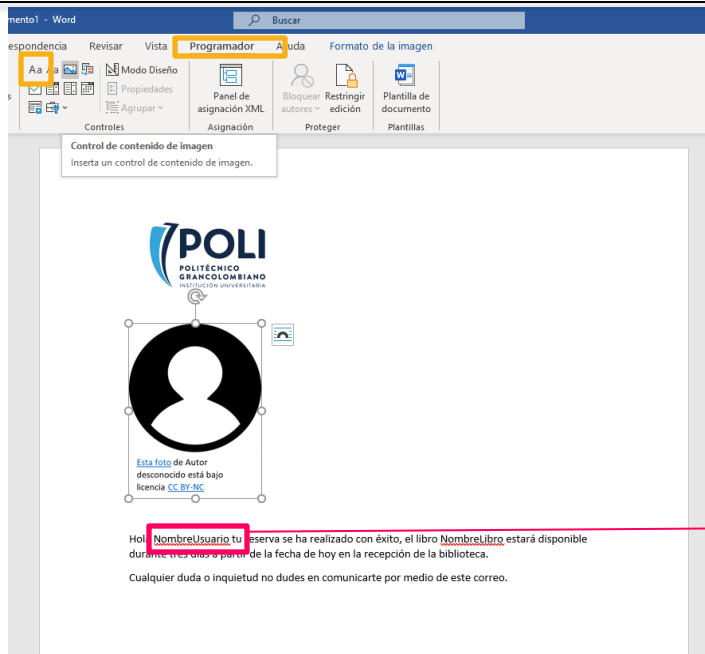 mento1 - Word
Buscar
espondencia Revisar Vista Programador Ayuda Formato de la imagen
Aa Aa Modo Diseño
Propiedades
Agrupar
Panel de asignación XML
Bloquear autores
Restringir edición
Plantilla de documento
Controles Asignación Proteger Plantillas
Control de contenido de imagen
Inserta un control de contenido de imagen.
POLI
POLITÉCNICO
GRANCOLOMBIANO
INSTITUCIÓN UNIVERSITARIA
Esta foto de Autor
desconocido está bajo
licencia CC BY-NC
Hola NombreUsuario tu reserva se ha realizado con éxito, el libro NombreLibro estará disponible
durante tres días a partir de la fecha de hoy en la recepción de la biblioteca.
Cualquier duda o inquietud no dudes en comunicarte por medio de este correo.